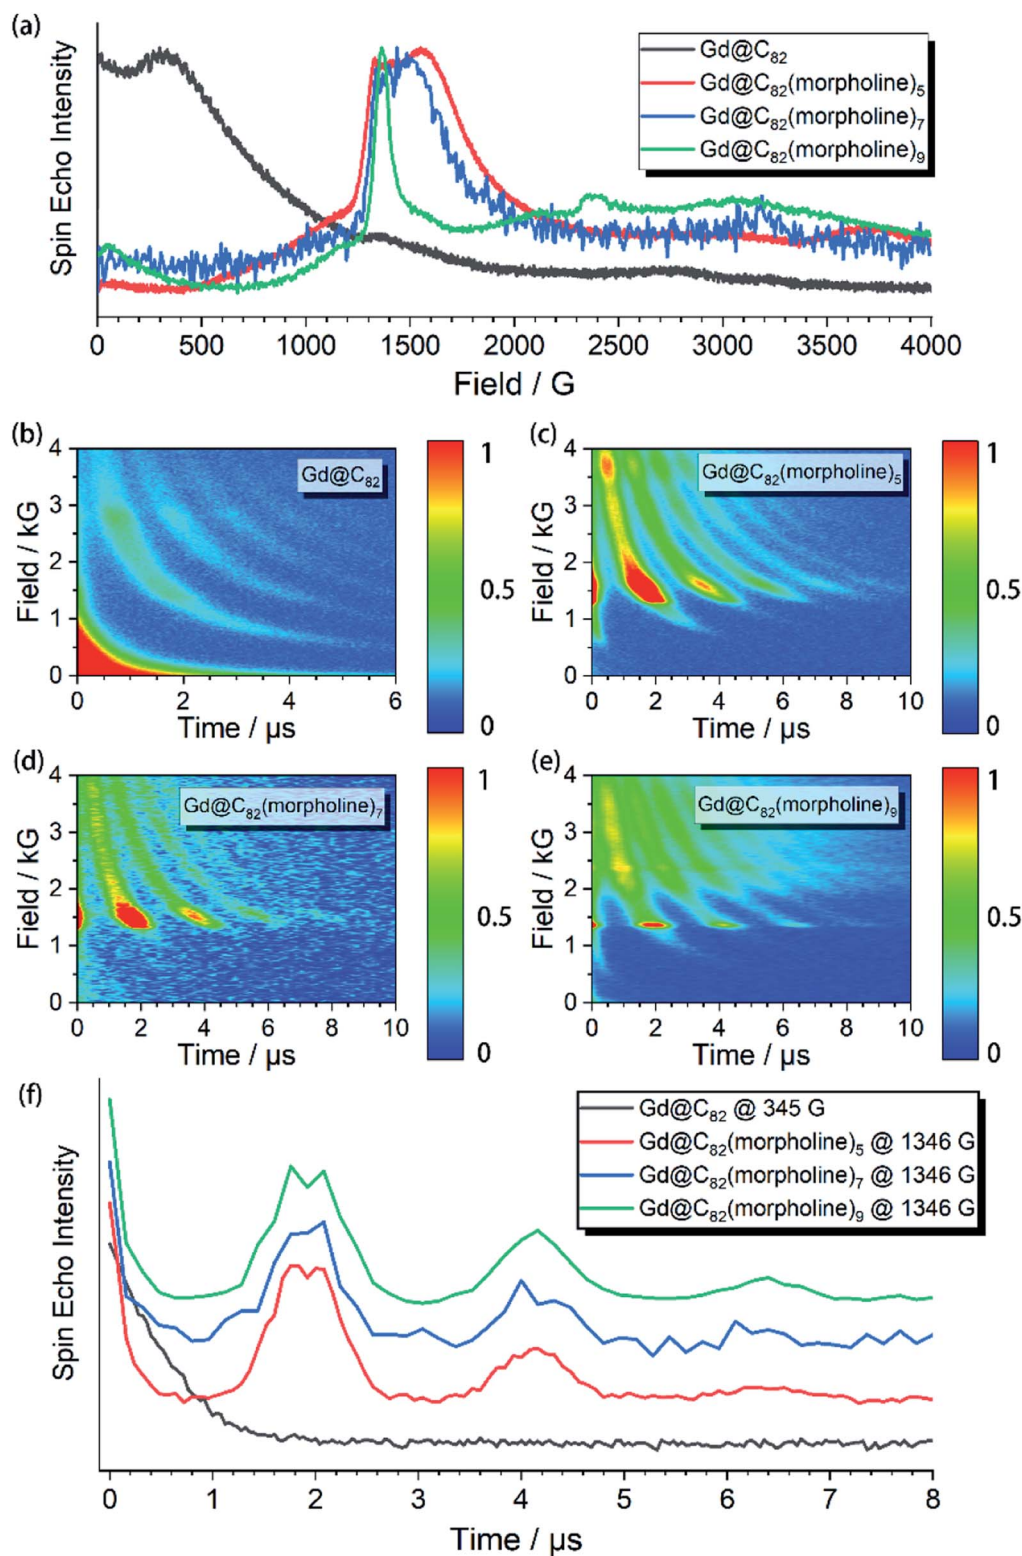 (a)
Spin Echo Intensity
Gd@C82
Gd@C82(morpholine)5
Gd@C82(morpholine)7
Gd@C82(morpholine)9
0 500 1000 1500 2000 2500 3000 3500 4000
Field / G
(b)
Field / kG
4
3
2
1
0
Gd@C82
0 2 4 6
Time / μs
1
0.5
0
(c)
Field / kG
4
3
2
1
0
Gd@C82(morpholine)5
0 2 4 6 8 10
Time / μs
1
0.5
0
(d)
Field / kG
4
3
2
1
0
Gd@C82(morpholine)7
0 2 4 6 8 10
Time / μs
1
0.5
0
(e)
Field / kG
4
3
2
1
0
Gd@C82(morpholine)9
0 2 4 6 8 10
Time / μs
1
0.5
0
(f)
Spin Echo Intensity
Gd@C82 @ 345 G
Gd@C82(morpholine)5 @ 1346 G
Gd@C82(morpholine)7 @ 1346 G
Gd@C82(morpholine)9 @ 1346 G
0 1 2 3 4 5 6 7 8
Time / μs